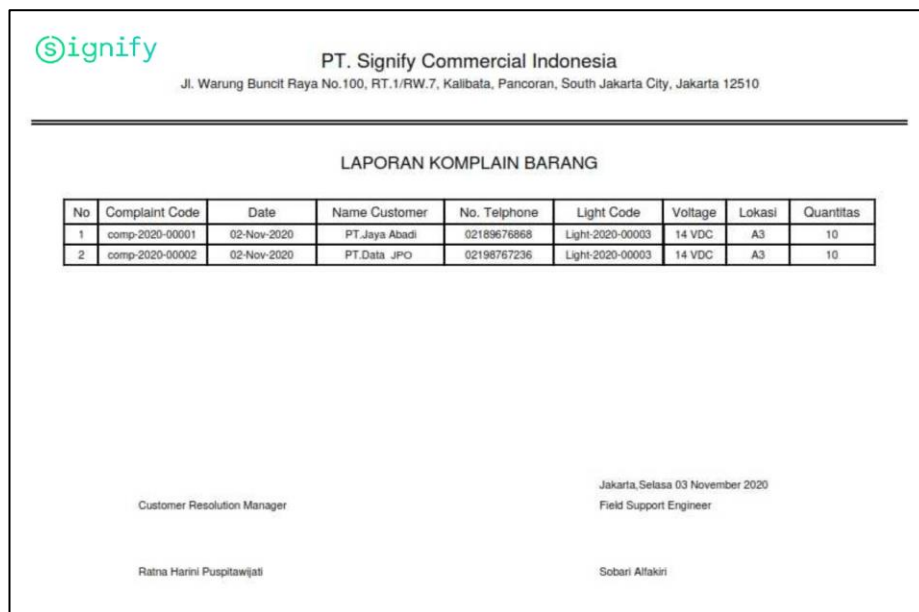 signify
PT. Signify Commercial Indonesia
Jl. Warung Buncit Raya No.100, RT.1/RW.7, Kalibata, Pancoran, South Jakarta City, Jakarta 12510
LAPORAN KOMPLAIN BARANG
No Complaint Code Date Name Customer No. Telphone Light Code Voltage Lokasi Quantitas
1 comp-2020-00001 02-Nov-2020 PT.Jaya Abadi 02189676868 Light-2020-00003 14 VDC A3 10
2 comp-2020-00002 02-Nov-2020 PT.Data JPO 02198767236 Light-2020-00003 14 VDC A3 10
Jakarta,Selasa 03 November 2020
Customer Resolution Manager Field Support Engineer
Ratna Harini Puspitawijati Sobari Alfakiri